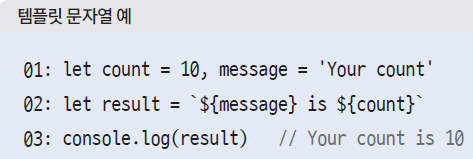 템플릿 문자열 예
01: let count = 10, message = 'Your count'
02: let result = `${message} is ${count}`
03: console.log(result)   // Your count is 10